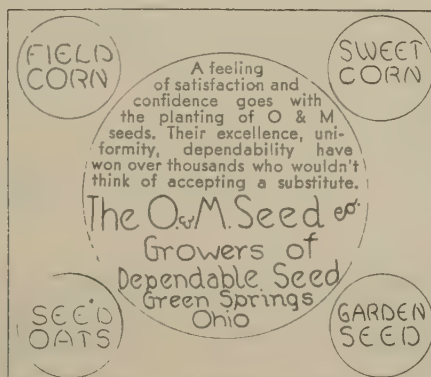 FIELD
CORN
SWEET
CORN
A feeling
of satisfaction and
confidence goes with
the planting of O & M
seeds. Their excellence, uni-
formity, dependability have
won over thousands who wouldn't
think of accepting a substitute.
The O. & M. Seed Co.
Growers of
Dependable Seed
Green Springs
Ohio
SEED
OATS
GARDEN
SEED